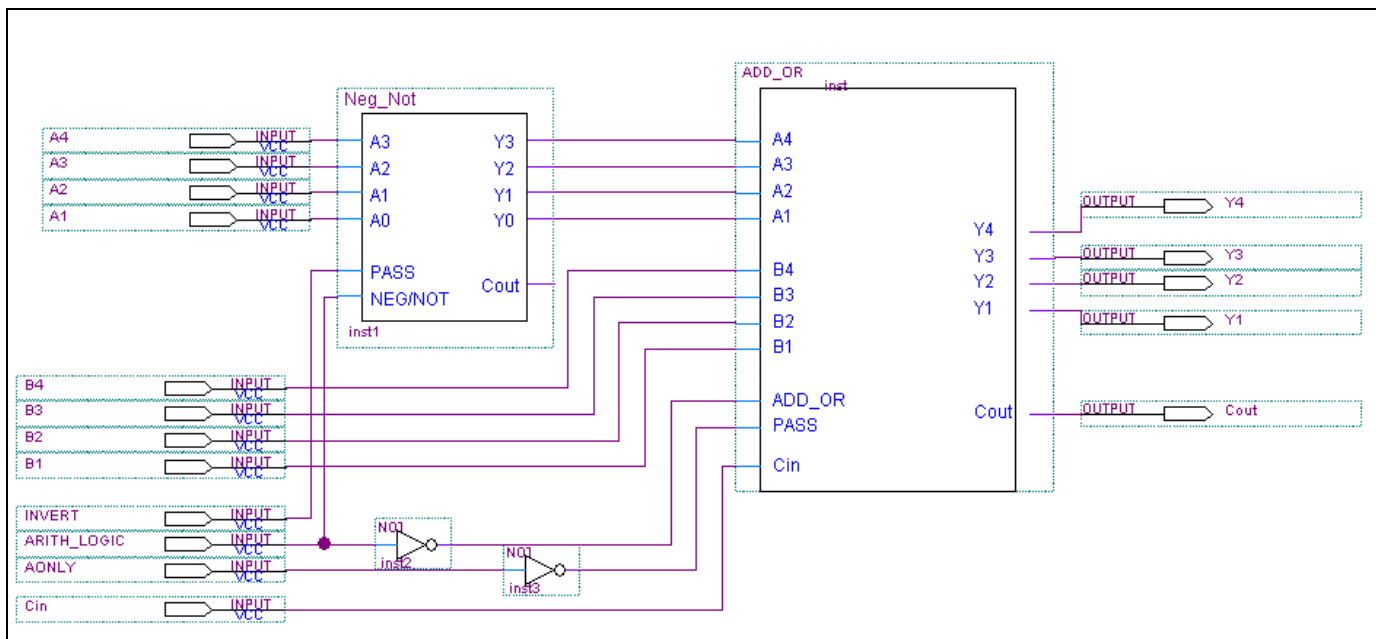 ADD_OR
inst
Neg_Not
A4 INPUT VCC
A3 INPUT VCC
A2 INPUT VCC
A1 INPUT VCC
A3 Y3
A2 Y2
A1 Y1
A0 Y0
PASS
NEG/NOT
Cout
inst1
A4
A3
A2
A1
B4
B3
B2
B1
ADD_OR
PASS
Cin
Y4
Y3
Y2
Y1
Cout
OUTPUT Y4
OUTPUT Y3
OUTPUT Y2
OUTPUT Y1
OUTPUT Cout
B4 INPUT VCC
B3 INPUT VCC
B2 INPUT VCC
B1 INPUT VCC
INVERT INPUT VCC
ARITH_LOGIC INPUT VCC
AONLY INPUT VCC
Cin INPUT VCC
NOT
inst2
NOT
inst3